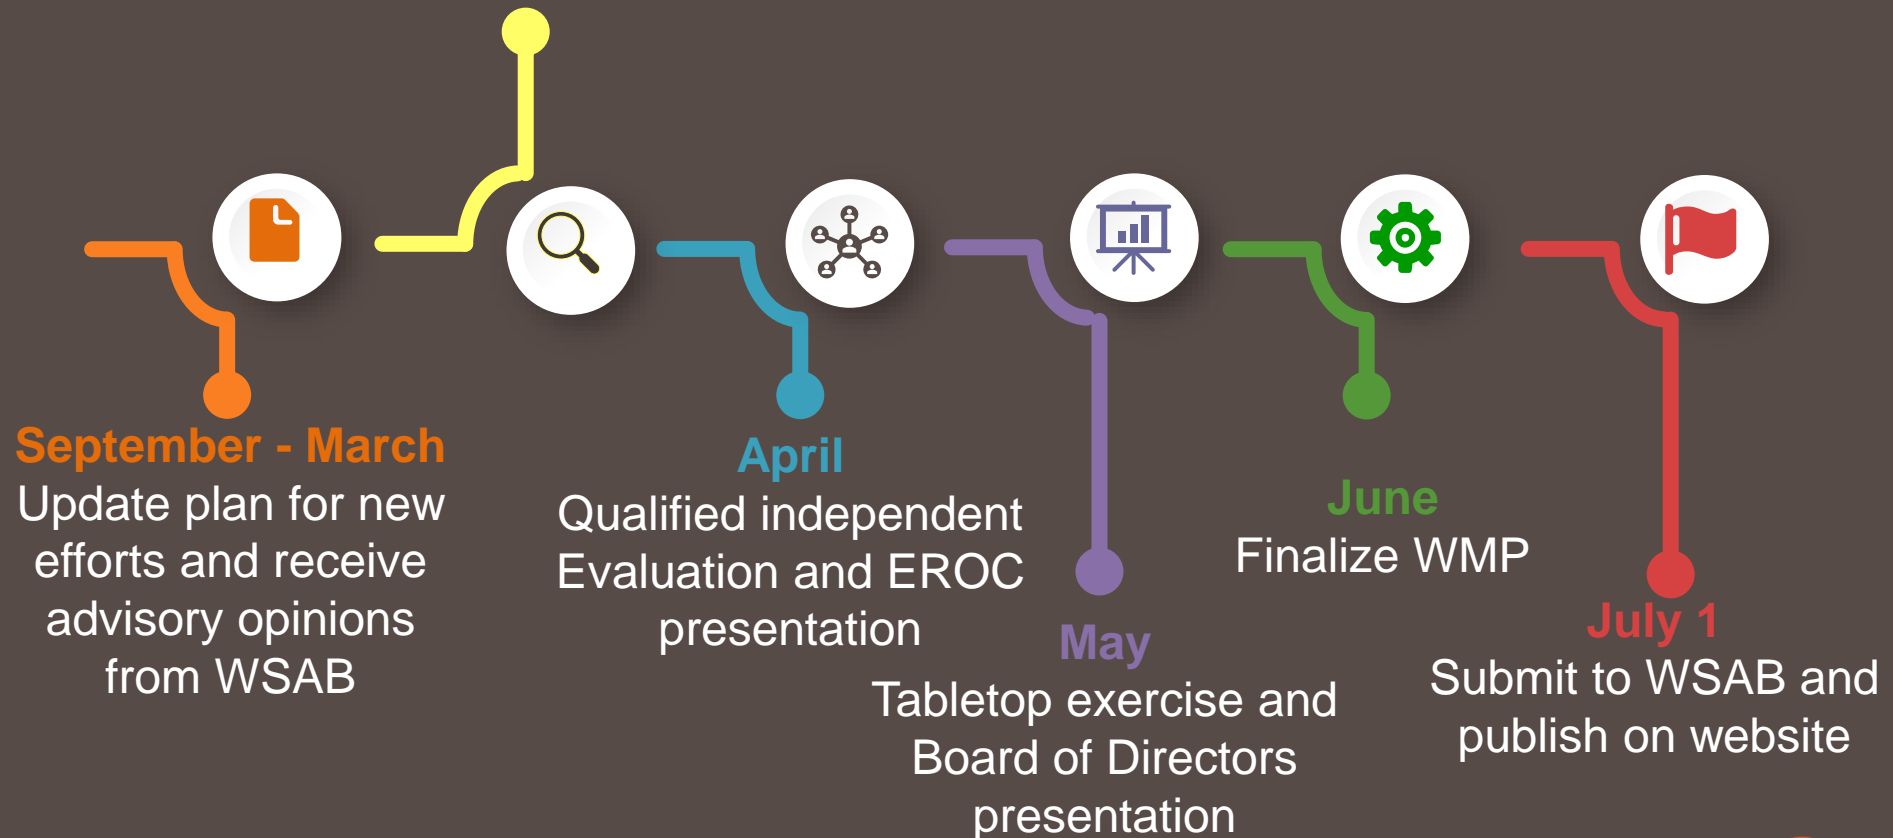 September - March
Update plan for new
efforts and receive
advisory opinions
from WSAB
April
Qualified independent
Evaluation and EROC
presentation
May
Tabletop exercise and
Board of Directors
presentation
June
Finalize WMP
July 1
Submit to WSAB and
publish on website